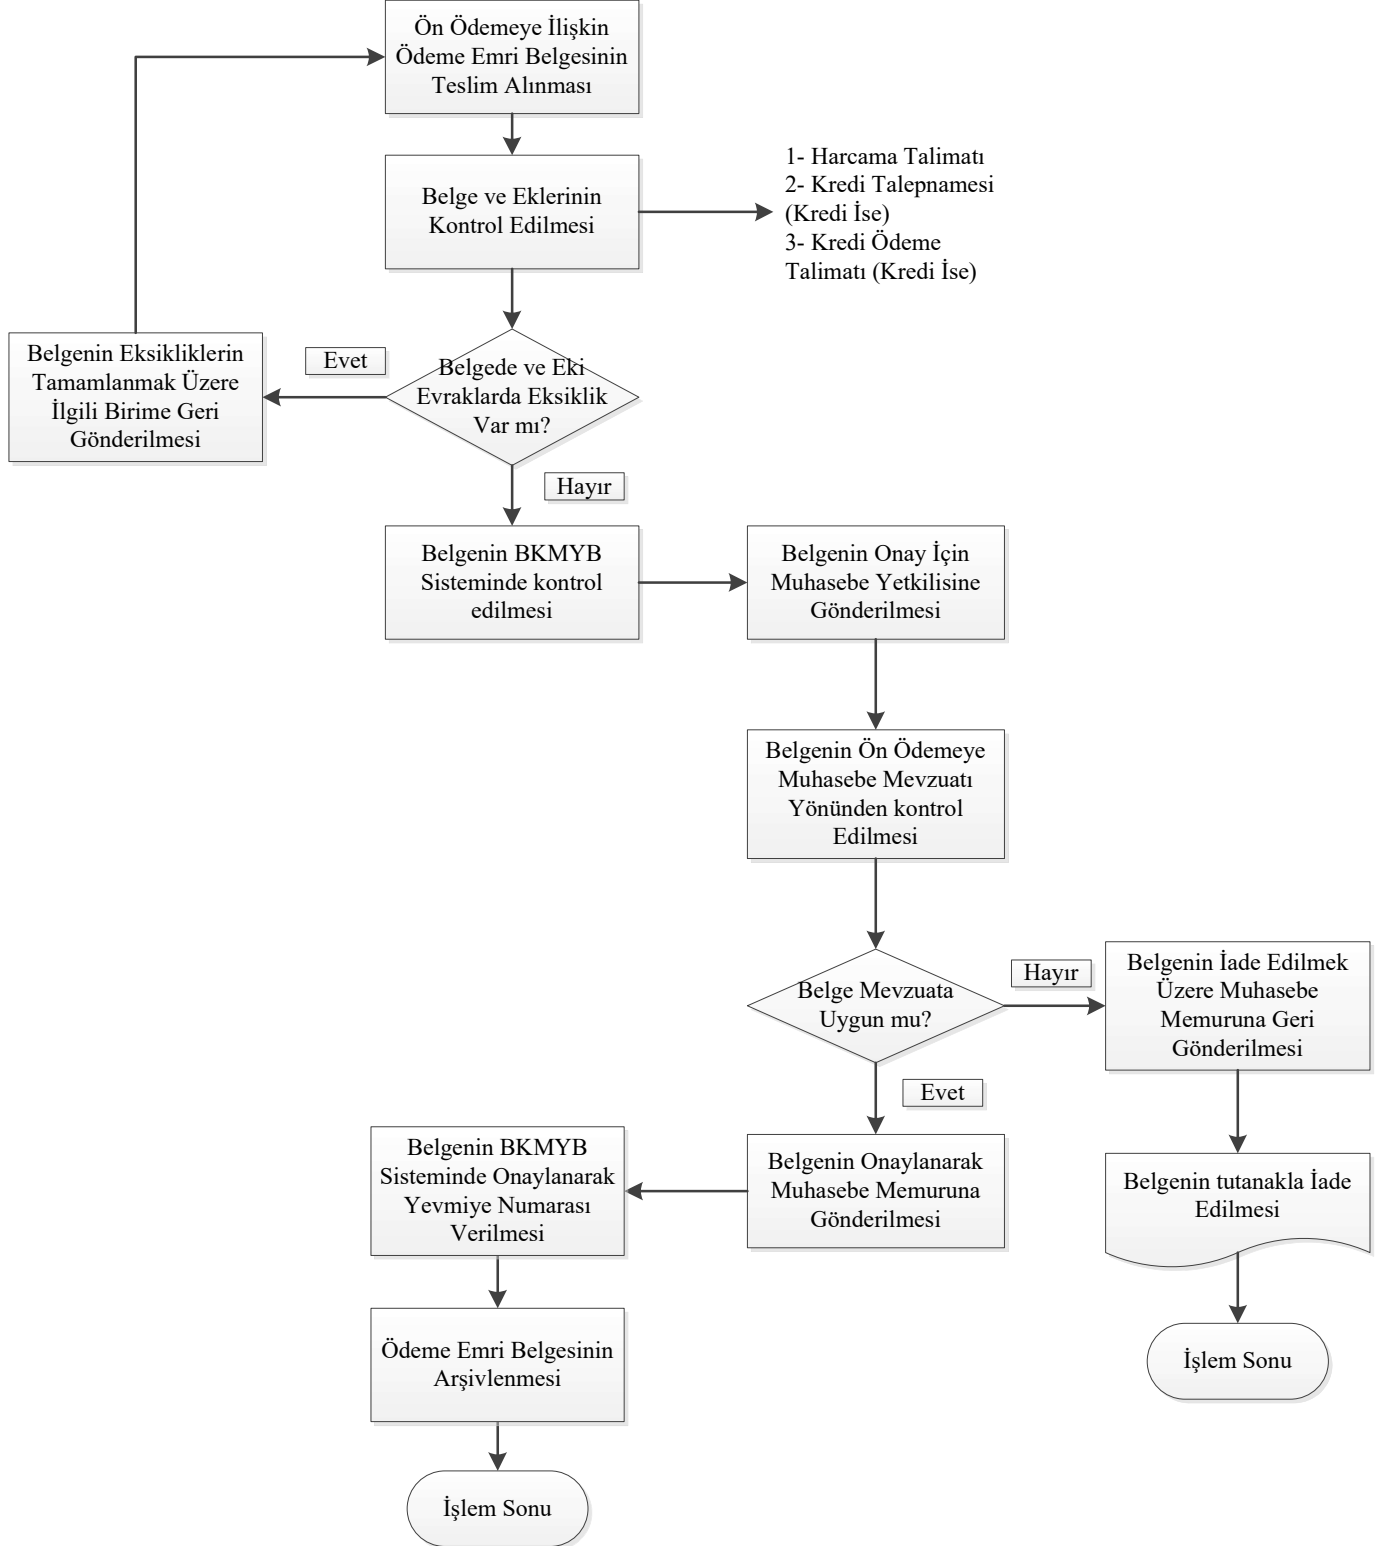 Ön Ödemeye İlişkin
Ödeme Emri Belgesinin
Teslim Alınması
Belge ve Eklerinin
Kontrol Edilmesi
1- Harcama Talimatı
2- Kredi Talepnamesi
(Kredi İse)
3- Kredi Ödeme
Talimatı (Kredi İse)
Belgede ve Eki
Evraklarda Eksiklik
Var mı?
Evet
Belgenin Eksikliklerin
Tamamlanmak Üzere
İlgili Birime Geri
Gönderilmesi
Hayır
Belgenin BKMYB
Sisteminde kontrol
edilmesi
Belgenin Onay İçin
Muhasebe Yetkilisine
Gönderilmesi
Belgenin Ön Ödemeye
Muhasebe Mevzuatı
Yönünden kontrol
Edilmesi
Belge Mevzuata
Uygun mu?
Hayır
Belgenin İade Edilmek
Üzere Muhasebe
Memuruna Geri
Gönderilmesi
Belgenin tutanakla İade
Edilmesi
İşlem Sonu
Evet
Belgenin Onaylanarak
Muhasebe Memuruna
Gönderilmesi
Belgenin BKMYB
Sisteminde Onaylanarak
Yevmiye Numarası
Verilmesi
Ödeme Emri Belgesinin
Arşivlenmesi
İşlem Sonu